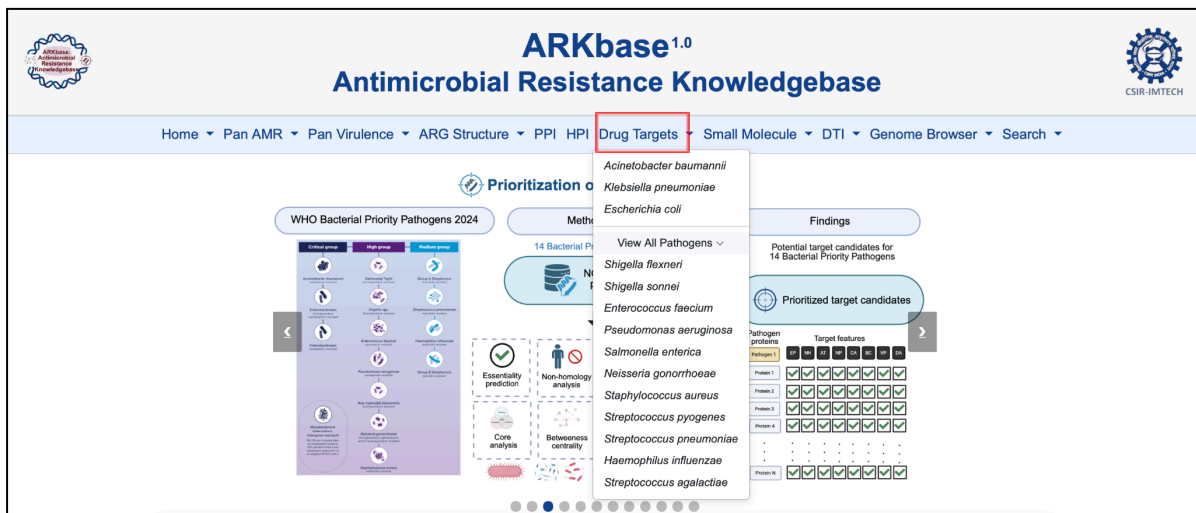 ARKbase:
Antimicrobial
Resistance
Knowledgebase
ARKbase1.0
Antimicrobial Resistance Knowledgebase
CSIR-IMTECH
Home Pan AMR Pan Virulence ARG Structure PPI HPI Drug Targets Small Molecule DTI Genome Browser Search
Acinetobacter baumannii
Klebsiella pneumoniae
Escherichia coli
View All Pathogens
Shigella flexneri
Shigella sonnei
Enterococcus faecium
Pseudomonas aeruginosa
Salmonella enterica
Neisseria gonorrhoeae
Staphylococcus aureus
Streptococcus pyogenes
Streptococcus pneumoniae
Haemophilus influenzae
Streptococcus agalactiae
Prioritization o
WHO Bacterial Priority Pathogens 2024
Critical group High group Medium group
Metho
14 Bacterial Pr
Essentiality
prediction
Non-homology
analysis
Core
analysis
Betweeness
centrality
Findings
Potential target candidates for
14 Bacterial Priority Pathogens
Prioritized target candidates
Pathogen
proteins
Target features
Pathogen 1 EP NH AT NP CA BC VF DA
Protein 1
Protein 2
Protein 3
Protein 4
Protein N